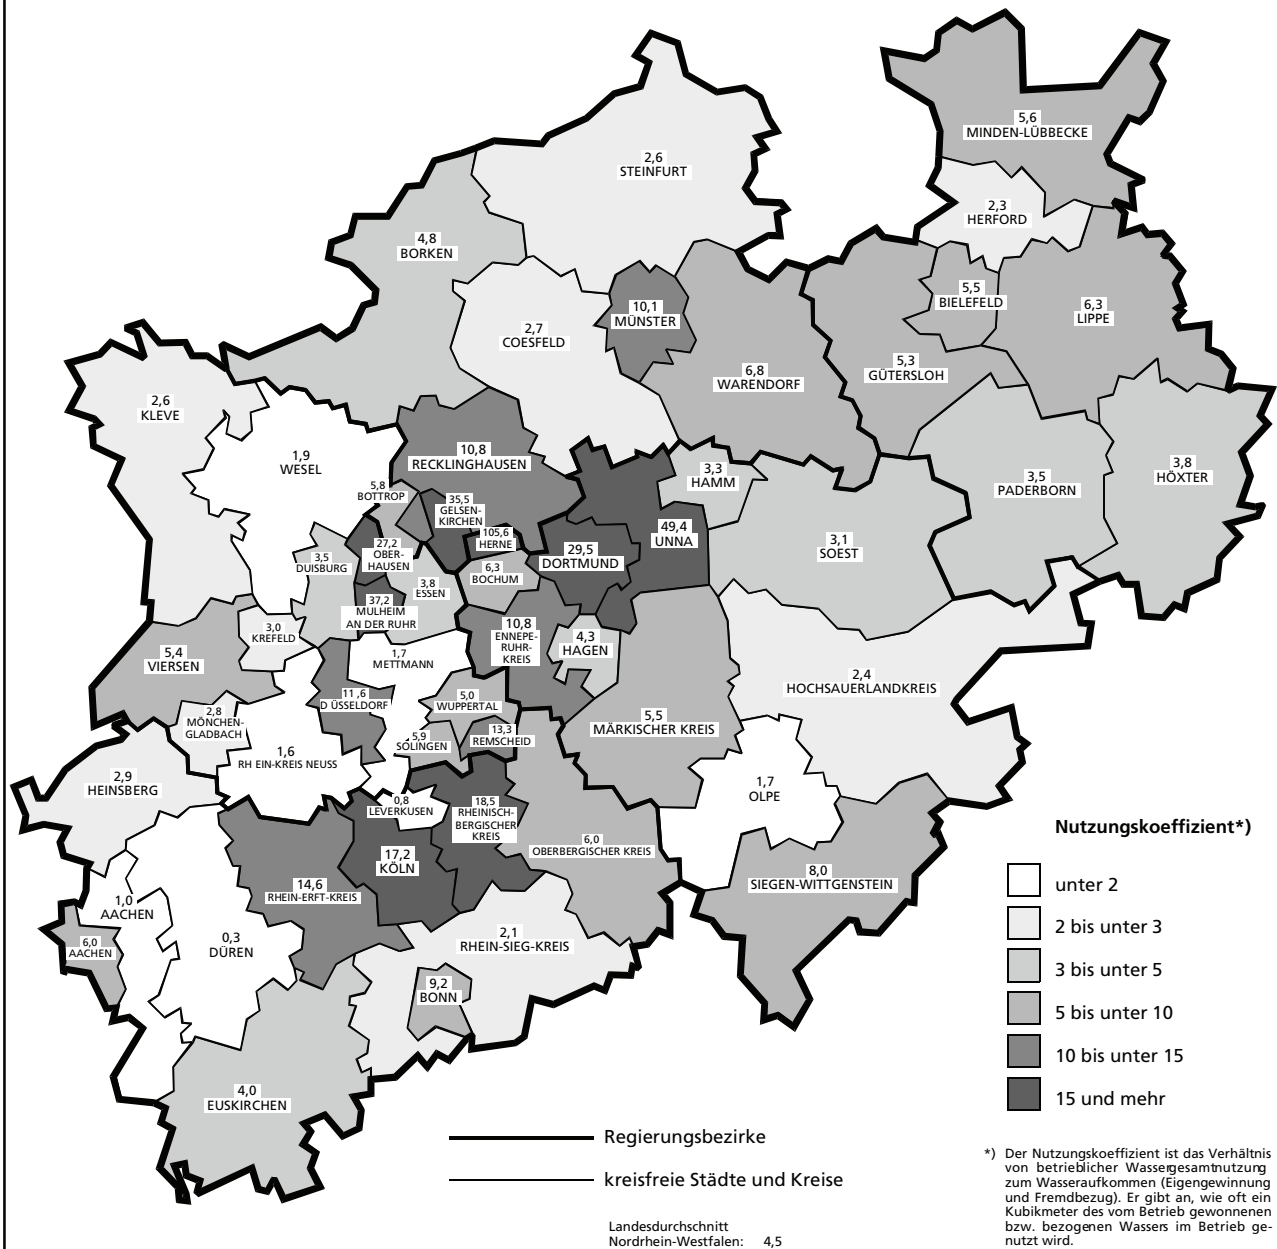 5,6
MINDEN-LÜBBECKE
2,6
STEINFURT
2,3
HERFORD
4,8
BORKEN
5,5
BIELEFELD
6,3
LIPPE
10,1
MÜNSTER
2,7
COESFELD
5,3
GÜTERSLOH
6,8
WARENDORF
2,6
KLEVE
1,9
WESEL
10,8
RECKLINGHAUSEN
3,3
HAMM
3,5
PADERBORN
3,8
HÖXTER
5,8
BOTTROP
35,5
GELSEN-
KIRCHEN
105,6
HERNE
49,4
UNNA
3,1
SOEST
27,2
OBER-
HAUSEN
29,5
DORTMUND
3,5
DUISBURG
6,3
BOCHUM
3,8
ESSEN
37,2
MULHEIM
AN DER RUHR
3,0
KREFELD
10,8
ENNEPE-
RUHR-
KREIS
4,3
HAGEN
5,4
VIERSEN
1,7
METTMANN
2,4
HOCHSAUERLANDKREIS
11,6
D ÜSSELDORF
5,0
WUPPERTAL
2,8
MÖNCHEN-
GLADBACH
5,5
MÄRKISCHER KREIS
5,9
SOLINGEN
13,3
REMSCHEID
1,6
RH EIN-KREIS NEUSS
2,9
HEINSBERG
1,7
OLPE
0,8
LEVERKUSEN
18,5
RHEINISCH-
BERGISCHER
KREIS
6,0
OBERBERGISCHER KREIS
17,2
KÖLN
8,0
SIEGEN-WITTGENSTEIN
14,6
RHEIN-ERFT-KREIS
1,0
AACHEN
2,1
RHEIN-SIEG-KREIS
0,3
DÜREN
6,0
AACHEN
9,2
BONN
4,0
EUSKIRCHEN
Nutzungskoeffizient*)
unter 2
2 bis unter 3
3 bis unter 5
5 bis unter 10
10 bis unter 15
15 und mehr
Regierungsbezirke
kreisfreie Städte und Kreise
Landesdurchschnitt
Nordrhein-Westfalen: 4,5
*) Der Nutzungskoeffizient ist das Verhältnis
von betrieblicher Wassergesamtnutzung
zum Wasseraufkommen (Eigengewinnung
und Fremdbezug). Er gibt an, wie oft ein
Kubikmeter des vom Betrieb gewonnenen
bzw. bezogenen Wassers im Betrieb ge-
nutzt wird.